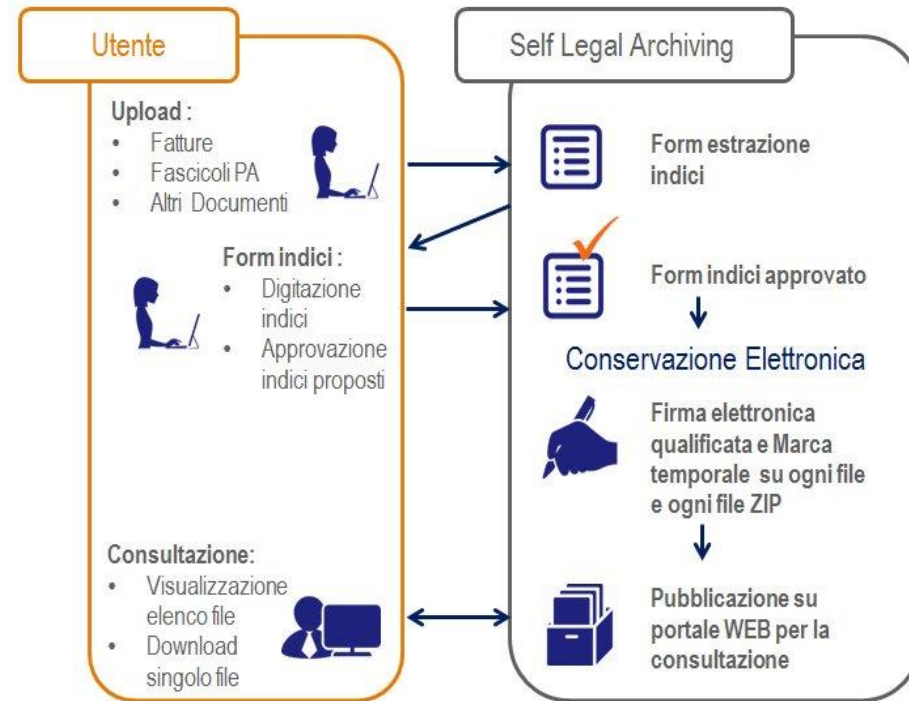 Utente
Self Legal Archiving
Upload :
• Fatture
• Fascicoli PA
• Altri Documenti
Form estrazione
indici
Form indici :
• Digitazione
indici
• Approvazione
indici proposti
Form indici approvato
Conservazione Elettronica
Firma elettronica
qualificata e Marca
temporale su ogni file
e ogni file ZIP
Consultazione:
• Visualizzazione
elenco file
• Download
singolo file
Pubblicazione su
portale WEB per la
consultazione